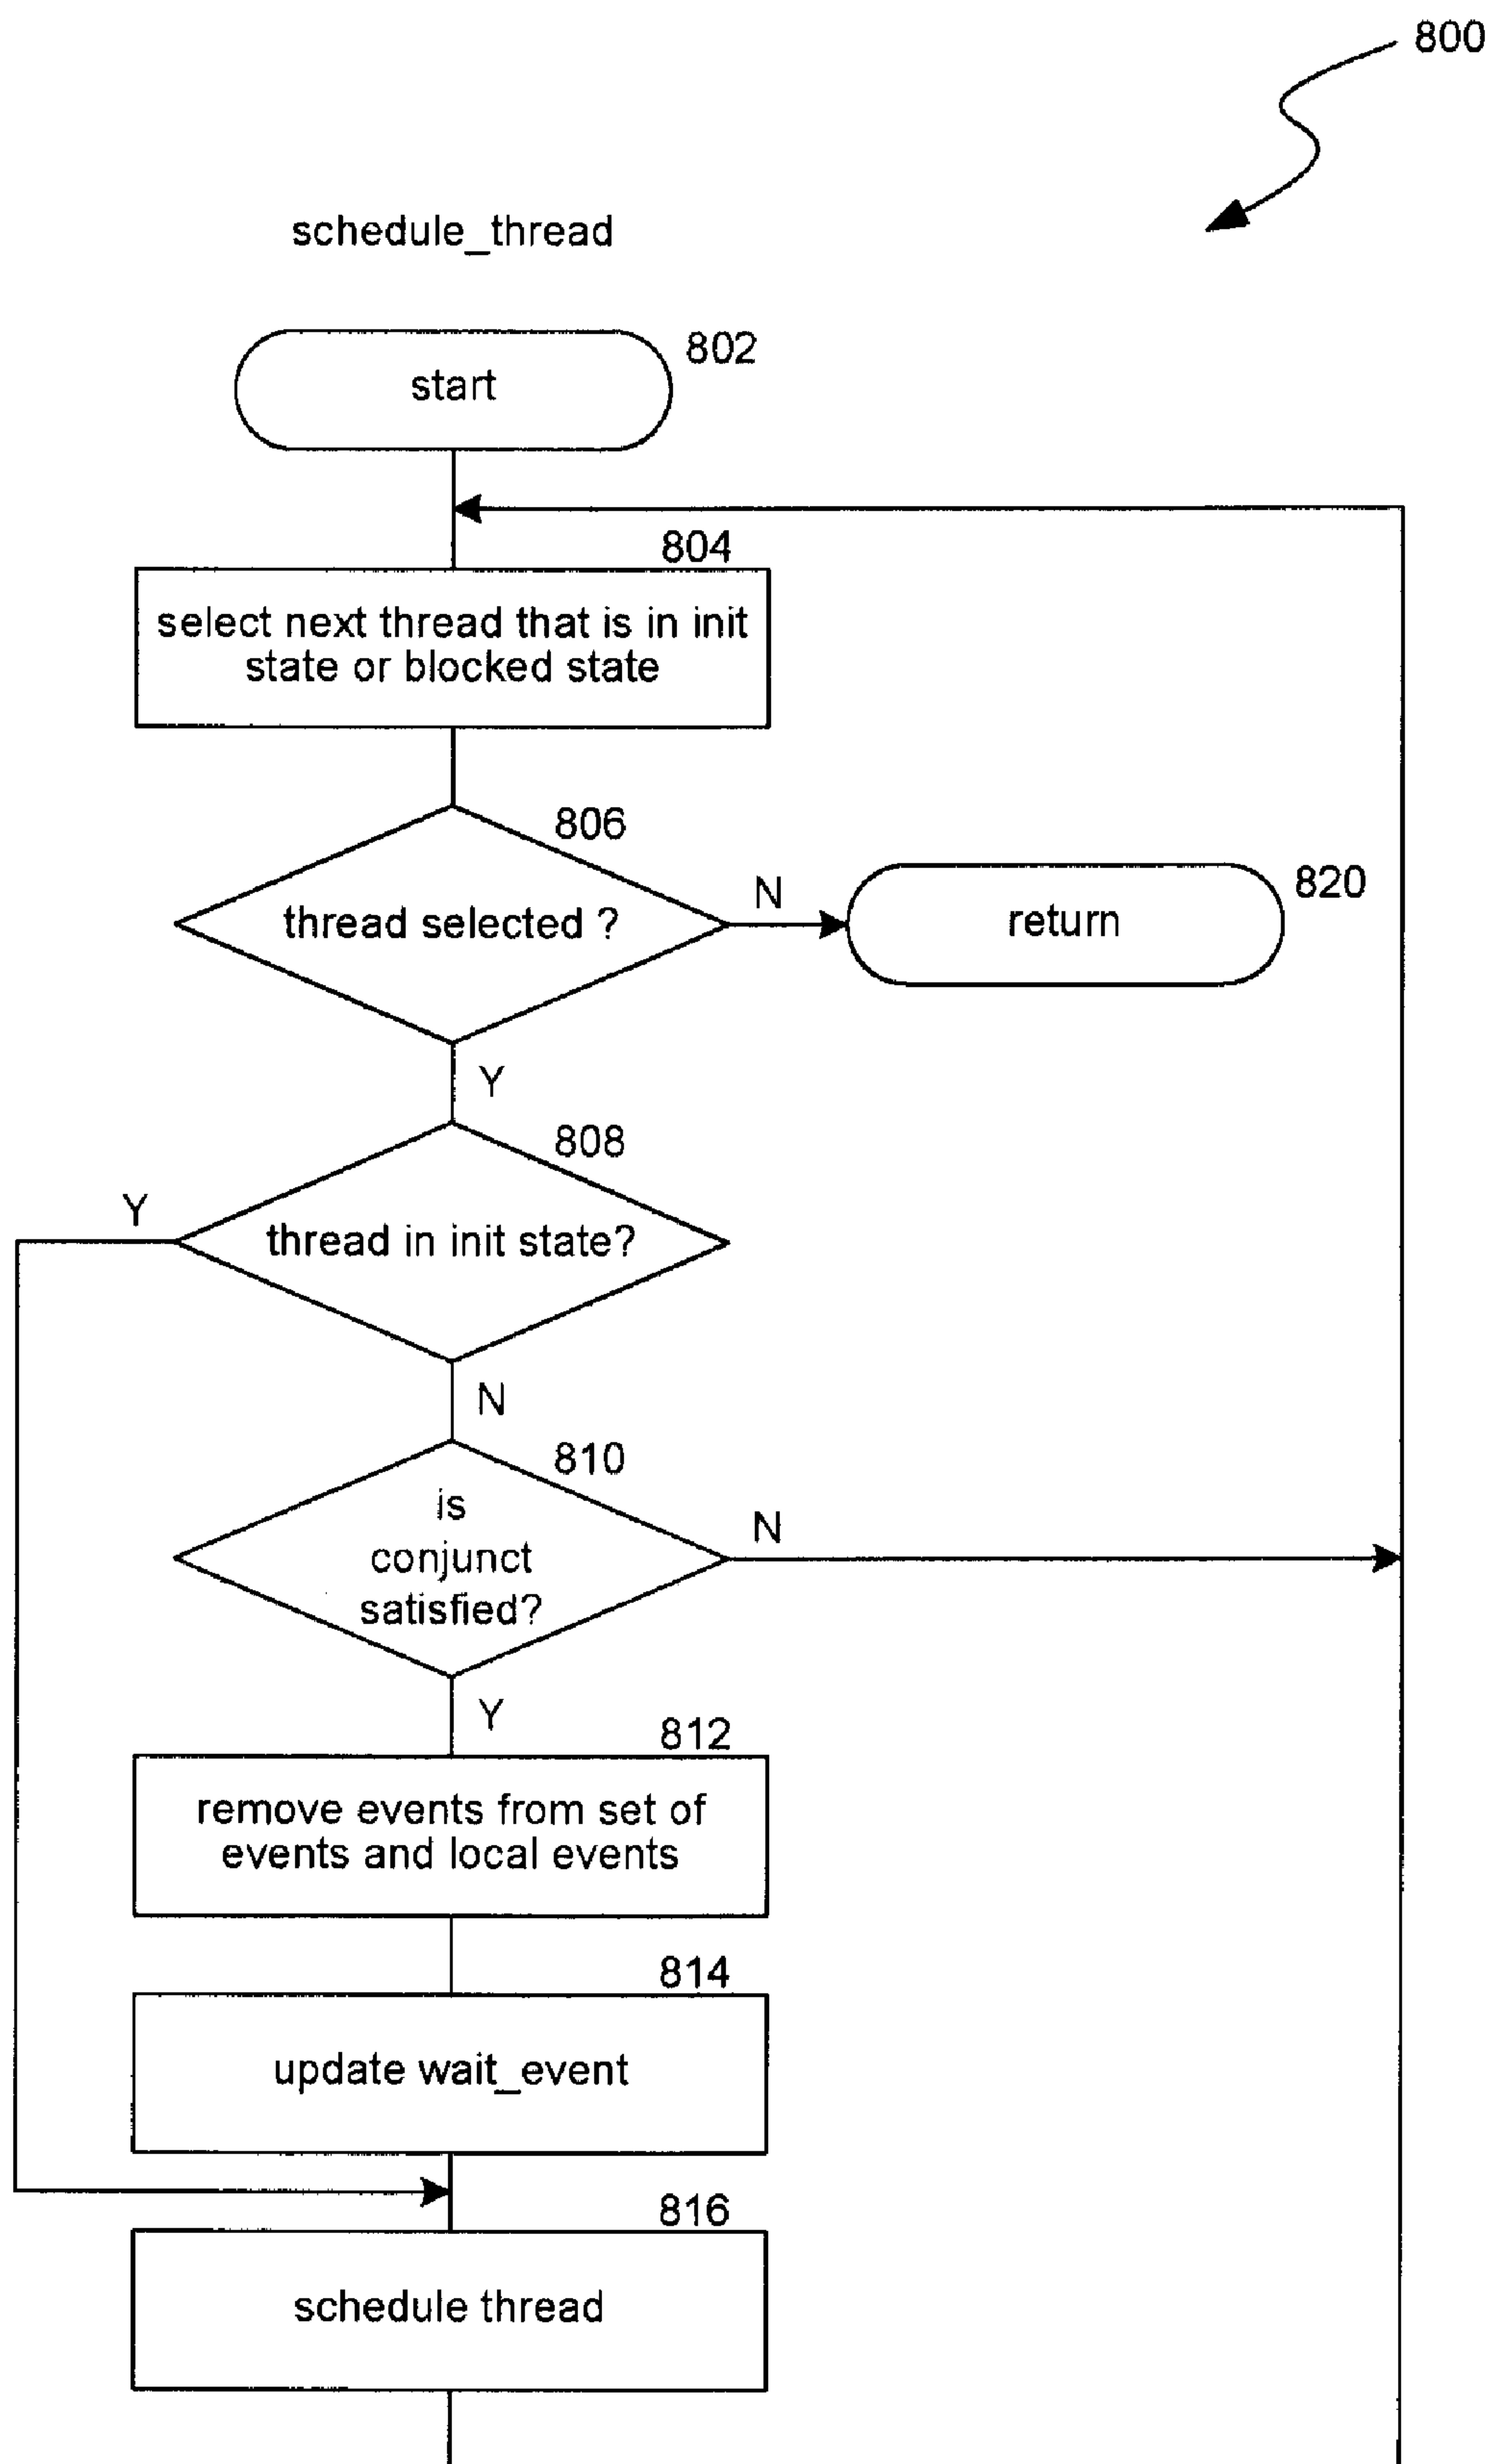 800
schedule_thread
802
start
804
select next thread that is in init
state or blocked state
806
thread selected ?
N
820
return
Y
808
Y
thread in init state?
N
810
is
conjunct
satisfied?
N
Y
812
remove events from set of
events and local events
814
update wait_event
816
schedule thread